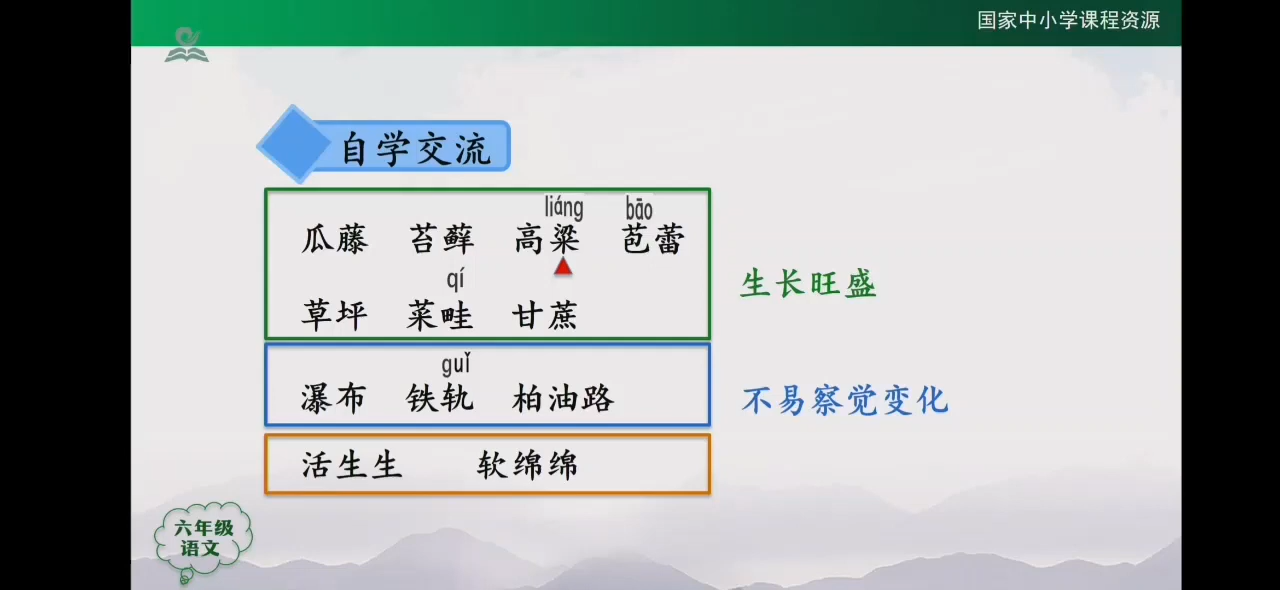 国家中小学课程资源
自学交流
liáng bāo
瓜藤 苔藓 高粱 苞蕾
qí
草坪 菜畦 甘蔗
生长旺盛
guǐ
瀑布 铁轨 柏油路
不易察觉变化
活生生 软绵绵
六年级
语文